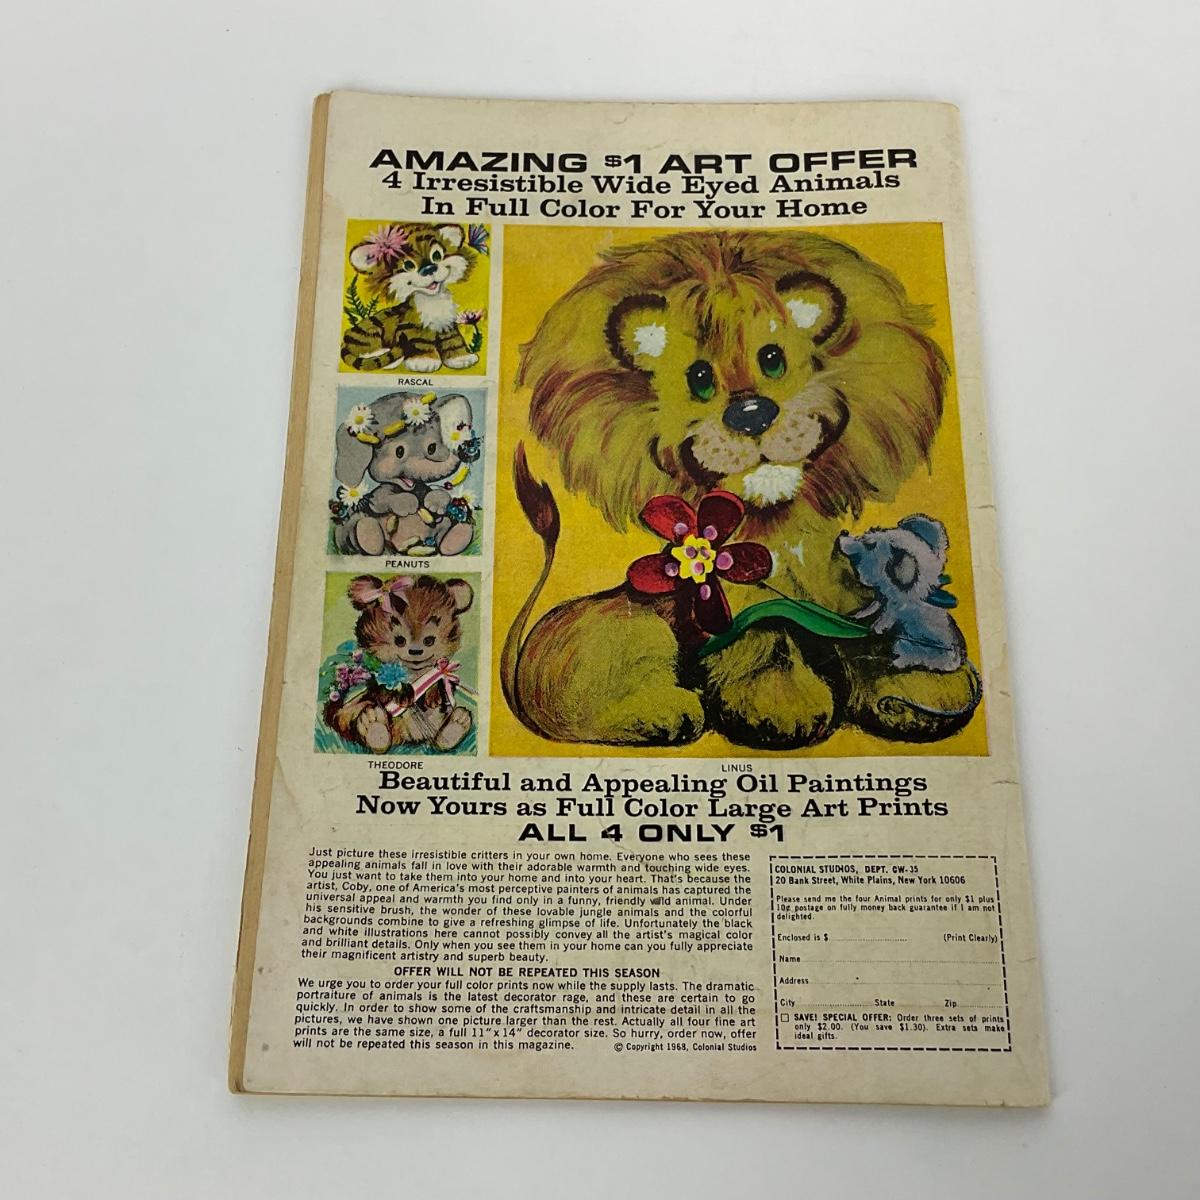 AMAZING $1 ART OFFER
4 Irresistible Wide Eyed Animals
In Full Color For Your Home
RASCAL
PEANUTS
THEODORE
LINUS
Beautiful and Appealing Oil Paintings
Now Yours as Full Color Large Art Prints
ALL 4 ONLY $1
Just picture these irresistible critters in your own home. Everyone who sees these
appealing animals fall in love with their adorable warmth and touching wide eyes.
You just want to take them into your home and into your heart. That's because the
artist, Coby, one of America's most perceptive painters of animals has captured the
universal appeal and warmth you find only in a funny, friendly wild animal. Under
his sensitive brush, the wonder of these lovable jungle animals and the colorful
backgrounds combine to give a refreshing glimpse of life. Unfortunately the black
and white illustrations here cannot possibly convey all the artist's magical color
and brilliant details. Only when you see them in your home can you fully appreciate
their magnificent artistry and superb beauty.
OFFER WILL NOT BE REPEATED THIS SEASON
We urge you to order your full color prints now while the supply lasts. The dramatic
portraiture of animals is the latest decorator rage, and these are certain to go
quickly. In order to show some of the craftsmanship and intricate detail in all the
pictures, we have shown one picture larger than the rest. Actually all four fine art
prints are the same size, a full 11" x 14" decorator size. So hurry, order now, offer
will not be repeated this season in this magazine.
© Copyright 1968, Colonial Studios
COLONIAL STUDIOS, DEPT. CW-35
20 Bank Street, White Plains, New York 10606
Please send me the four Animal prints for only $1 plus
10¢ postage on fully money back guarantee if I am not
delighted.
Enclosed is $ (Print Clearly)
Name
Address
City State Zip
SAVE! SPECIAL OFFER: Order three sets of prints
only $2.00. (You save $1.30). Extra sets make
ideal gifts.